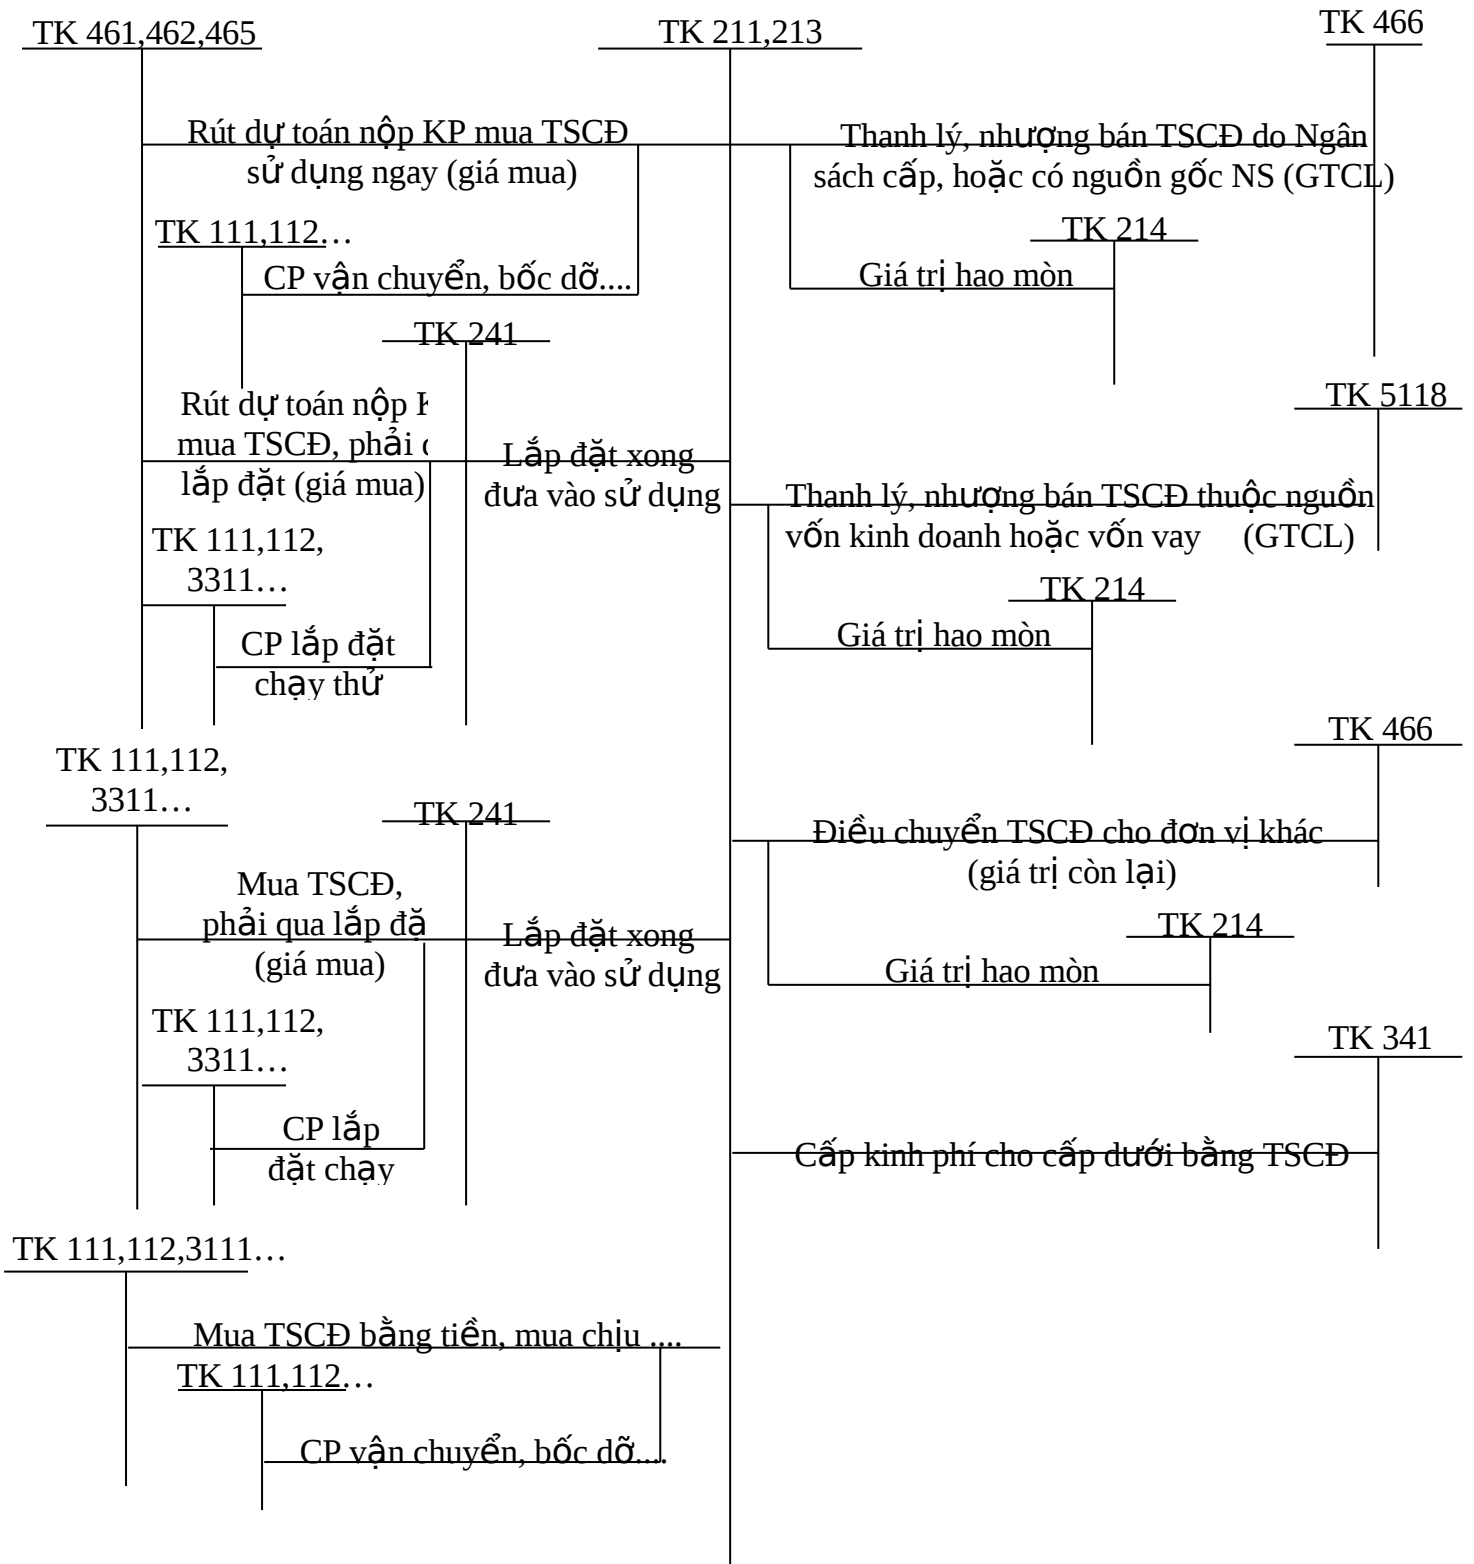 TK 461,462,465
TK 211,213
TK 466
Rút dự toán nộp KP mua TSCĐ
sử dụng ngay (giá mua)
Thanh lý, nhượng bán TSCĐ do Ngân
sách cấp, hoặc có nguồn gốc NS (GTCL)
TK 111,112…
CP vận chuyển, bốc dỡ....
TK 214
Giá trị hao mòn
TK 241
Rút dự toán nộp
mua TSCĐ, phải
lắp đặt (giá mua)
Lắp đặt xong
đưa vào sử dụng
TK 5118
Thanh lý, nhượng bán TSCĐ thuộc nguồn
vốn kinh doanh hoặc vốn vay (GTCL)
TK 111,112,
3311…
CP lắp đặt
chạy thử
TK 214
Giá trị hao mòn
TK 111,112,
3311…
TK 241
TK 466
Điều chuyển TSCĐ cho đơn vị khác
(giá trị còn lại)
Mua TSCĐ,
phải qua lắp đặ
(giá mua)
Lắp đặt xong
đưa vào sử dụng
TK 214
Giá trị hao mòn
TK 111,112,
3311…
CP lắp
đặt chạy
TK 341
Cấp kinh phí cho cấp dưới bằng TSCĐ
TK 111,112,3111…
Mua TSCĐ bằng tiền, mua chịu ....
TK 111,112…
CP vận chuyển, bốc dỡ....